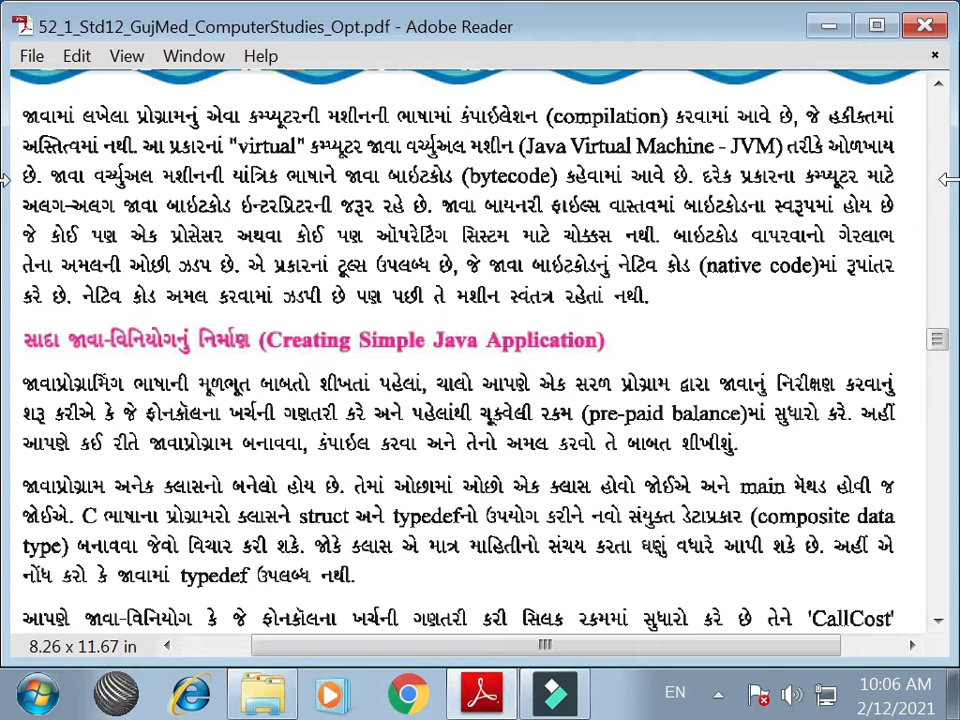 52_1_Std12_GujMed_ComputerStudies_Opt.pdf - Adobe Reader
File Edit View Window Help
જાવામાં લખેલા પ્રોગ્રામનું એવા કમ્પ્યૂટરની મશીનની ભાષામાં કંપાઇલેશન (compilation) કરવામાં આવે છે, જે હકીકતમાં
અસ્તિત્વમાં નથી. આ પ્રકારનાં "virtual" કમ્પ્યૂટર જાવા વર્ચ્યુઅલ મશીન (Java Virtual Machine - JVM) તરીકે ઓળખાય
છે. જાવા વર્ચ્યુઅલ મશીનની યાંત્રિક ભાષાને જાવા બાઇટકોડ (bytecode) કહેવામાં આવે છે. દરેક પ્રકારના કમ્પ્યૂટર માટે
અલગ-અલગ જાવા બાઇટકોડ ઇન્ટરપ્રિટરની જરૂર રહે છે. જાવા બાયનરી ફાઇલ્સ વાસ્તવમાં બાઇટકોડના સ્વરૂપમાં હોય છે
જે કોઈ પણ એક પ્રોસેસર અથવા કોઈ પણ ઑપરેટિંગ સિસ્ટમ માટે ચોક્કસ નથી. બાઇટકોડ વાપરવાનો ગેરલાભ
તેના અમલની ઓછી ઝડપ છે. એ પ્રકારનાં ટૂલ્સ ઉપલબ્ધ છે, જે જાવા બાઇટકોડનું નેટિવ કોડ (native code)માં રૂપાંતર
કરે છે. નેટિવ કોડ અમલ કરવામાં ઝડપી છે પણ પછી તે મશીન સ્વંતત્ર રહેતાં નથી.
સાદા જાવા-વિનિયોગનું નિર્માણ (Creating Simple Java Application)
જાવાપ્રોગ્રામિંગ ભાષાની મૂળભૂત બાબતો શીખતાં પહેલાં, ચાલો આપણે એક સરળ પ્રોગ્રામ દ્વારા જાવાનું નિરીક્ષણ કરવાનું
શરૂ કરીએ કે જે ફોનકૉલના ખર્ચની ગણતરી કરે અને પહેલાંથી ચૂકવેલી રકમ (pre-paid balance)માં સુધારો કરે. અહીં
આપણે કઈ રીતે જાવાપ્રોગ્રામ બનાવવા, કંપાઇલ કરવા અને તેનો અમલ કરવો તે બાબત શીખીશું.
જાવાપ્રોગ્રામ અનેક ક્લાસનો બનેલો હોય છે. તેમાં ઓછામાં ઓછો એક ક્લાસ હોવો જોઈએ અને main મૅથડ હોવી જ
જોઈએ. C ભાષાના પ્રોગ્રામરો ક્લાસને struct અને typedefનો ઉપયોગ કરીને નવો સંયુક્ત ડેટાપ્રકાર (composite data
type) બનાવવા જેવો વિચાર કરી શકે. જોકે ક્લાસ એ માત્ર માહિતીનો સંચય કરતા ઘણું વધારે આપી શકે છે. અહીં એ
નોંધ કરો કે જાવામાં typedef ઉપલબ્ધ નથી.
આપણે જાવા-વિનિયોગ કે જે ફોનકૉલના ખર્ચની ગણતરી કરી સિલક રકમમાં સુધારો કરે છે તેને 'CallCost'
8.26 x 11.67 in
EN
10:06 AM
2/12/2021